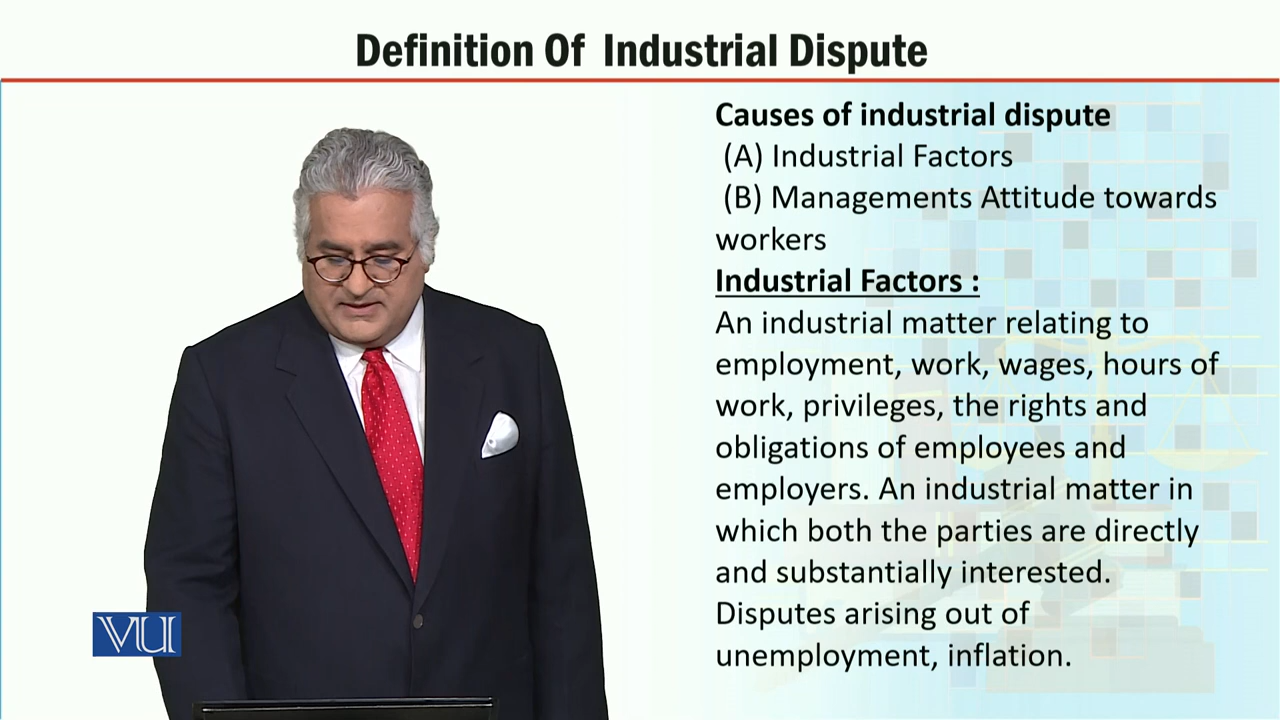 Definition Of Industrial Dispute
Causes of industrial dispute
(A) Industrial Factors
(B) Managements Attitude towards
workers
Industrial Factors :
An industrial matter relating to
employment, work, wages, hours of
work, privileges, the rights and
obligations of employees and
employers. An industrial matter in
which both the parties are directly
and substantially interested.
Disputes arising out of
unemployment, inflation.
VU